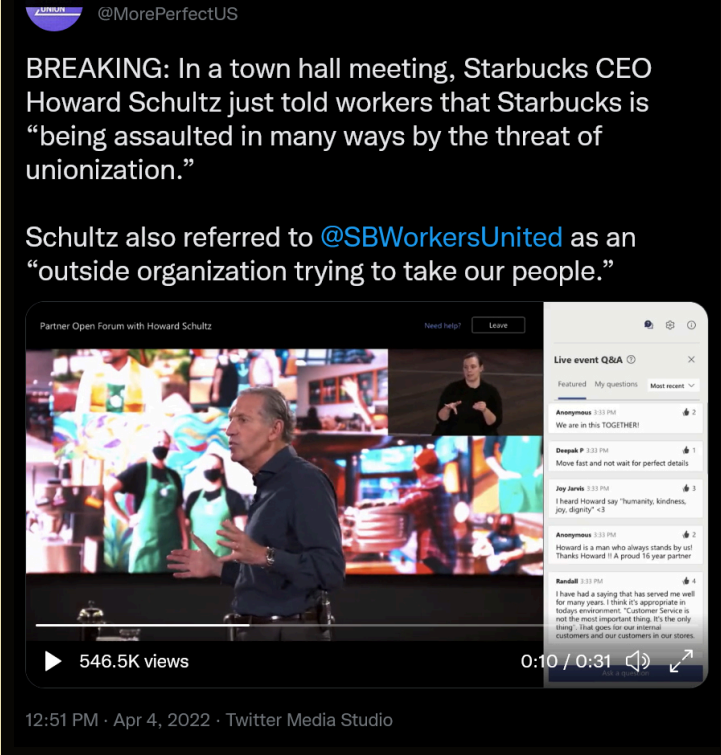 UNION
@MorePerfectUS
BREAKING: In a town hall meeting, Starbucks CEO
Howard Schultz just told workers that Starbucks is
“being assaulted in many ways by the threat of
unionization.”
Schultz also referred to @SBWorkersUnited as an
“outside organization trying to take our people.”
Partner Open Forum with Howard Schultz
Need help?
Leave
Live event Q&A
Featured My questions Most recent
Anonymous 3:33 PM 2
We are in this TOGETHER!
Deepak P 3:33 PM 1
Move fast and not wait for perfect details
Joy Jarvis 3:33 PM 3
I heard Howard say "humanity, kindness,
joy, dignity" <3
Anonymous 3:33 PM 2
Howard is a man who always stands by us!
Thanks Howard !! A proud 16 year partner
Randall 3:33 PM 4
I have had a saying that has served me well
for many years. I think it's appropriate in
todays environment. "Customer Service is
not the most important thing. It's the only
thing". That goes for our internal
customers and our customers in our stores.
Ask a question
546.5K views
0:10 / 0:31
12:51 PM · Apr 4, 2022 · Twitter Media Studio